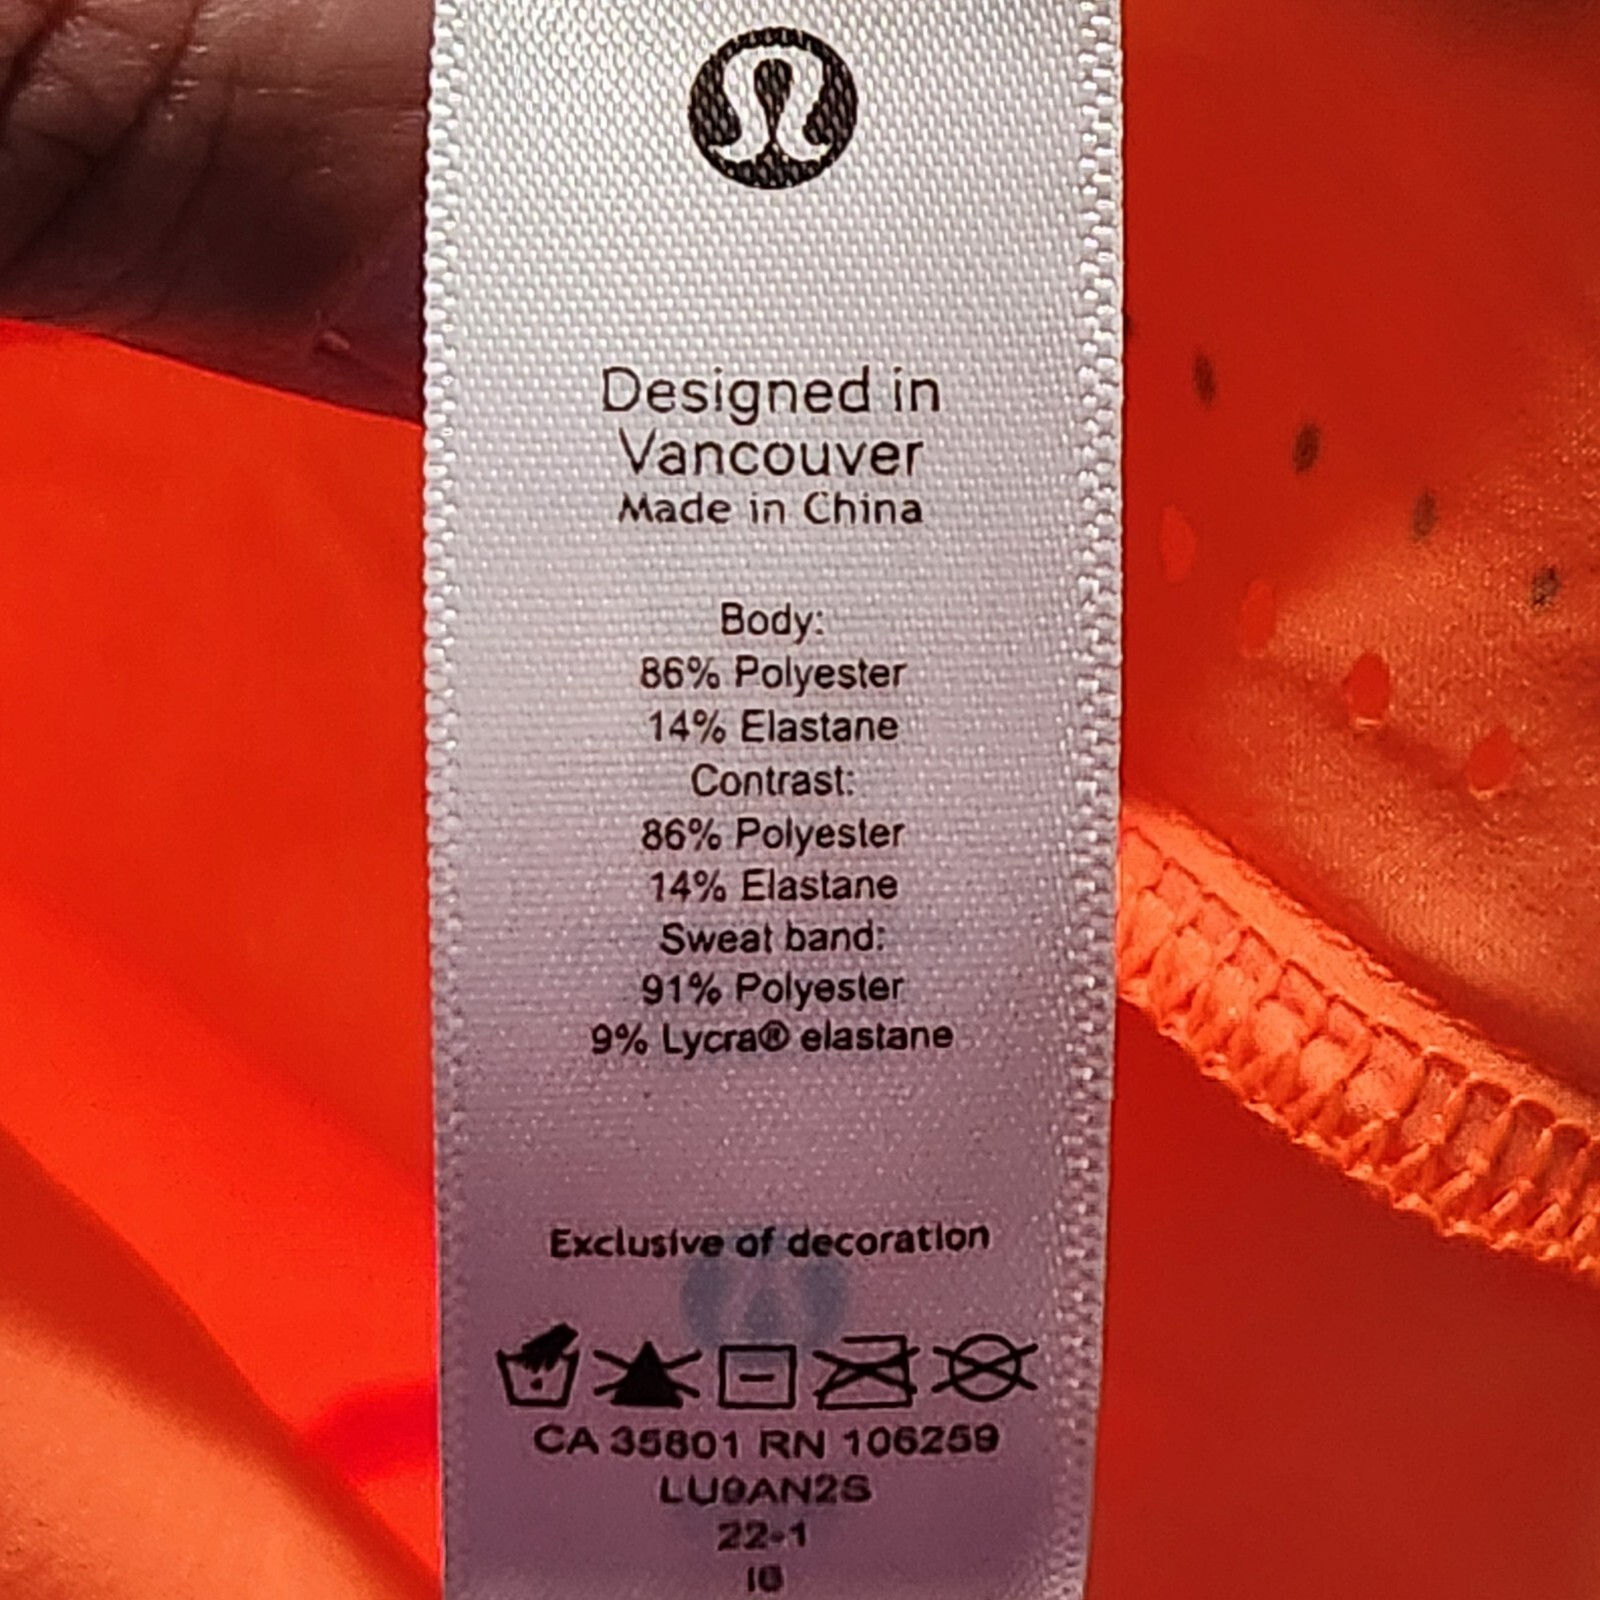 Designed in
Vancouver
Made in China
Body:
86% Polyester
14% Elastane
Contrast:
86% Polyester
14% Elastane
Sweat band:
91% Polyester
9% Lycra® elastane
Exclusive of decoration
CA 35801 RN 106259
LU9AN2S
22-1